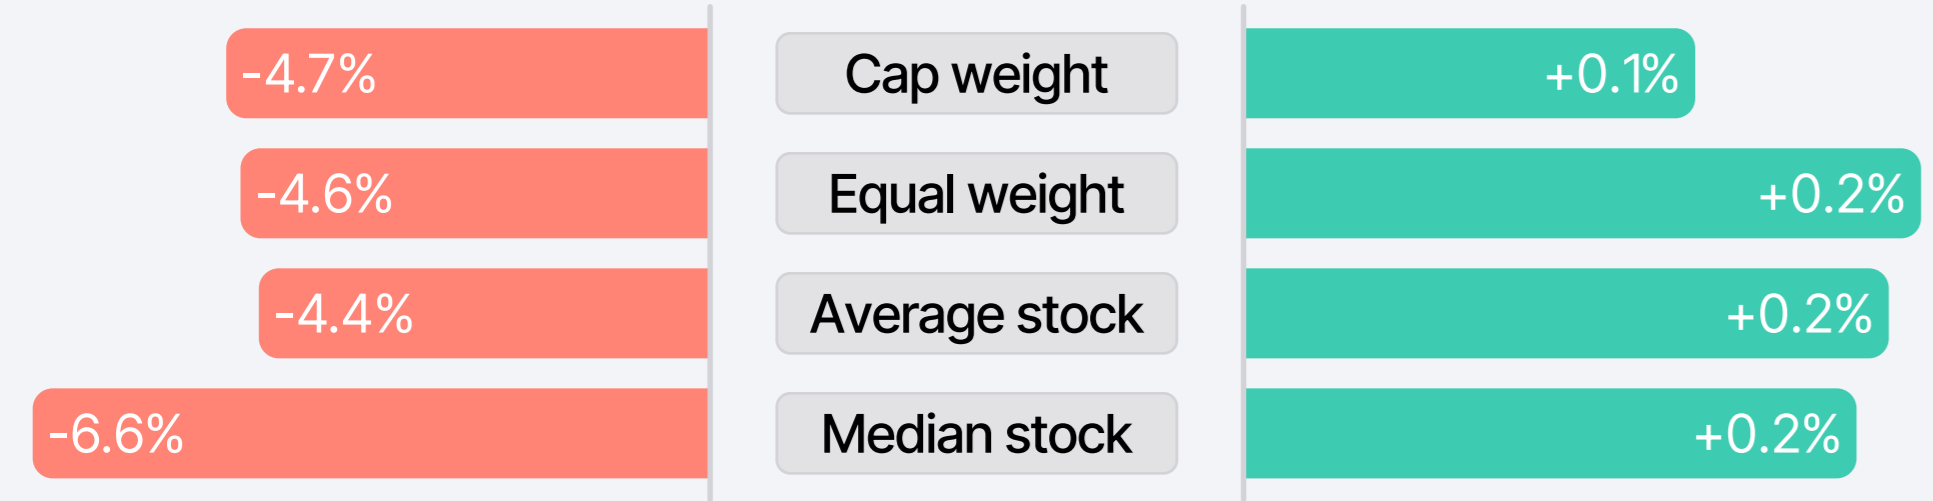 -4.7% Cap weight +0.1%
-4.6% Equal weight +0.2%
-4.4% Average stock +0.2%
-6.6% Median stock +0.2%